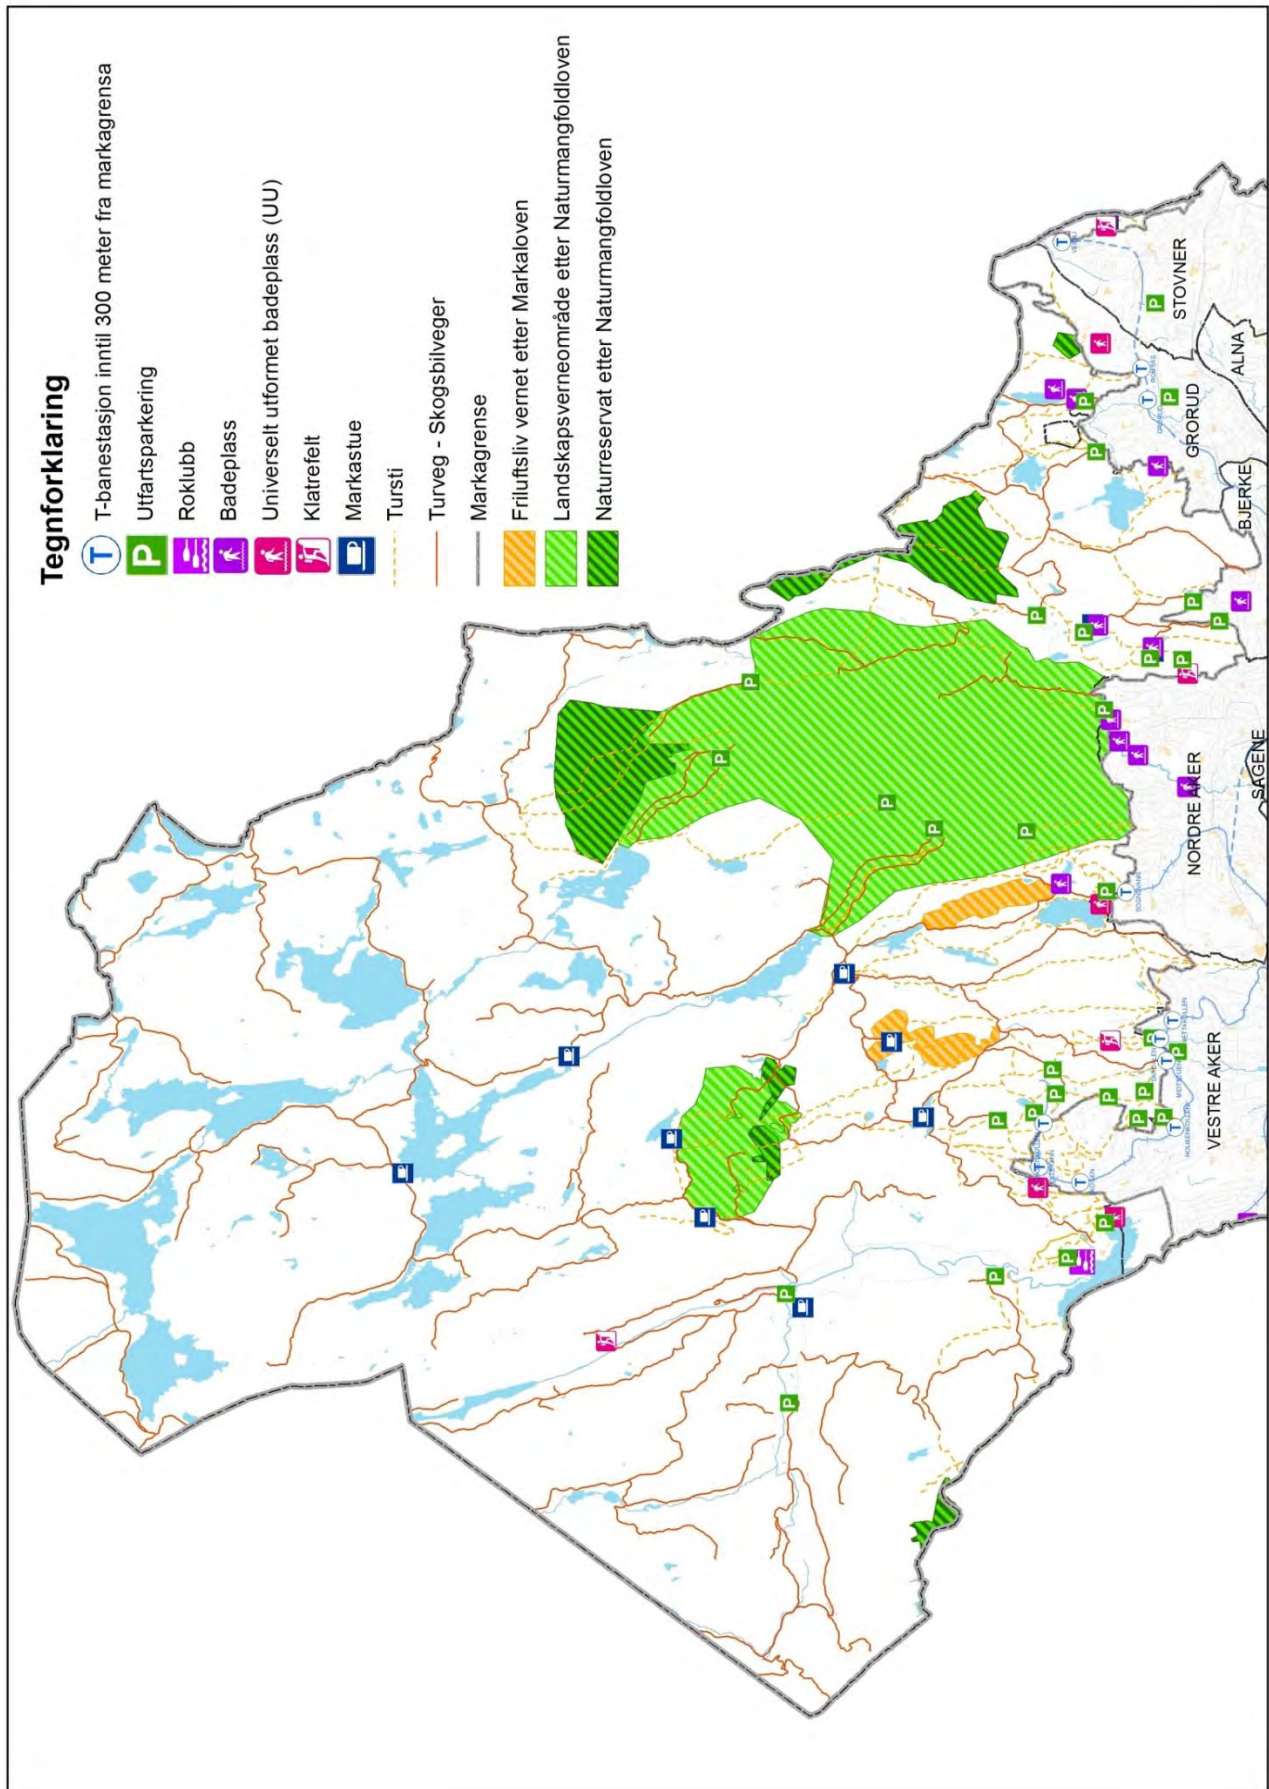 Tegnforklaring
T
T-banestasjon inntil 300 meter fra markagrensa
P
Utfartsparkering
Roklubb
Badeplass
Universelt utformet badeplass (UU)
Klatrefelt
Markastue
Tursti
Turveg - Skogsbilveger
Markagrense
Friluftsliv vernet etter Markaloven
Landskapsverneområde etter Naturmangfoldloven
Naturreservat etter Naturmangfoldloven
VESTRE AKER
NORDRE AKER
SAGENE
BJERKE
GRORUD
ALNA
STOVNER